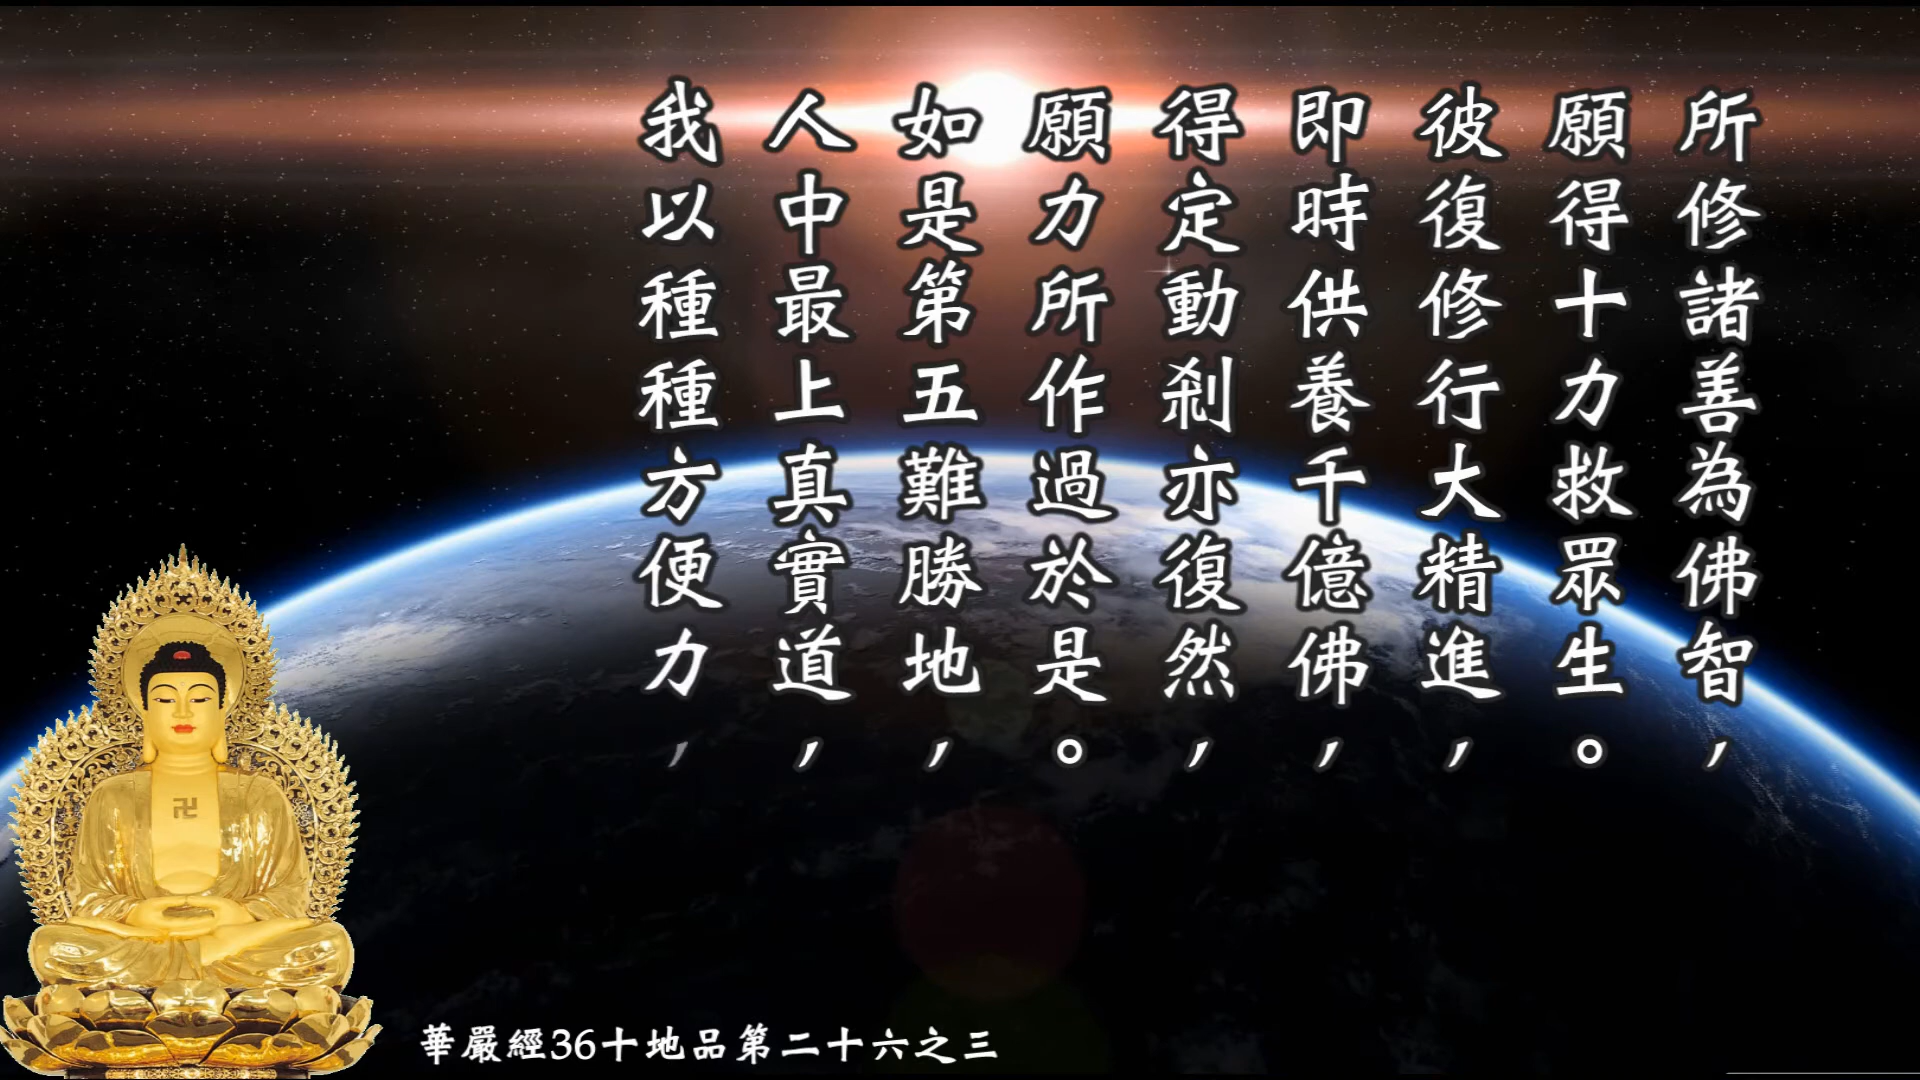 所修諸善為佛智，
願得十力救眾生。
彼復修行大精進，
即時供養千億佛，
得定動剎亦復然，
願力所作過於是。
如是第五難勝地，
人中最上真實道，
我以種種方便力，
華嚴經36十地品第二十六之三